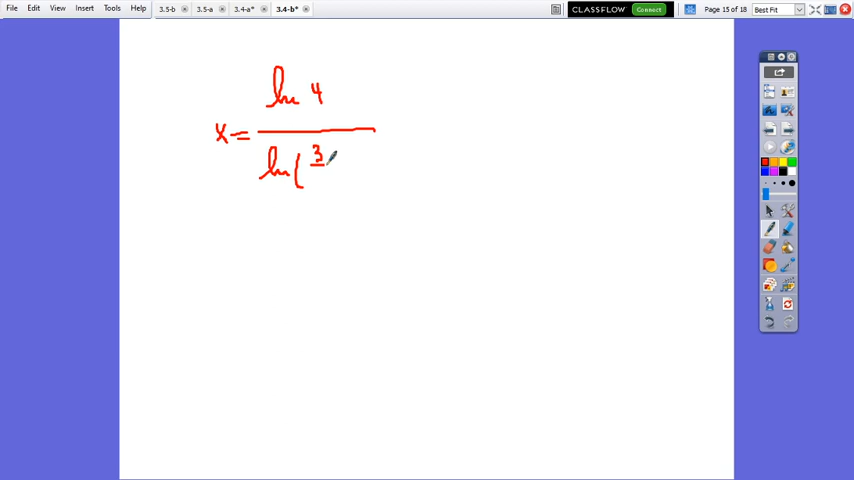 File Edit View Insert Tools Help 3.5-b 3.5-a 3.4-a* 3.4-b* CLASSFLOW Connect Page 15 of 18 Best Fit
ln 4
x=
ln( 3